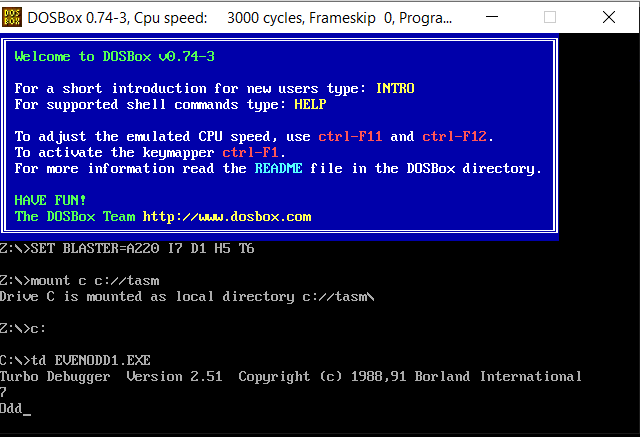 DOS BOX
DOSBox 0.74-3, Cpu speed: 3000 cycles, Frameskip 0, Progra...
Welcome to DOSBox v0.74-3
For a short introduction for new users type: INTRO
For supported shell commands type: HELP
To adjust the emulated CPU speed, use ctrl-F11 and ctrl-F12.
To activate the keymapper ctrl-F1.
For more information read the README file in the DOSBox directory.
HAVE FUN!
The DOSBox Team http://www.dosbox.com
Z:\>SET BLASTER=A220 I7 D1 H5 T6
Z:\>mount c c://tasm
Drive C is mounted as local directory c://tasm\
Z:\>c:
C:\>td EVENODD1.EXE
Turbo Debugger  Version 2.51  Copyright (c) 1988,91 Borland International
7
Odd_